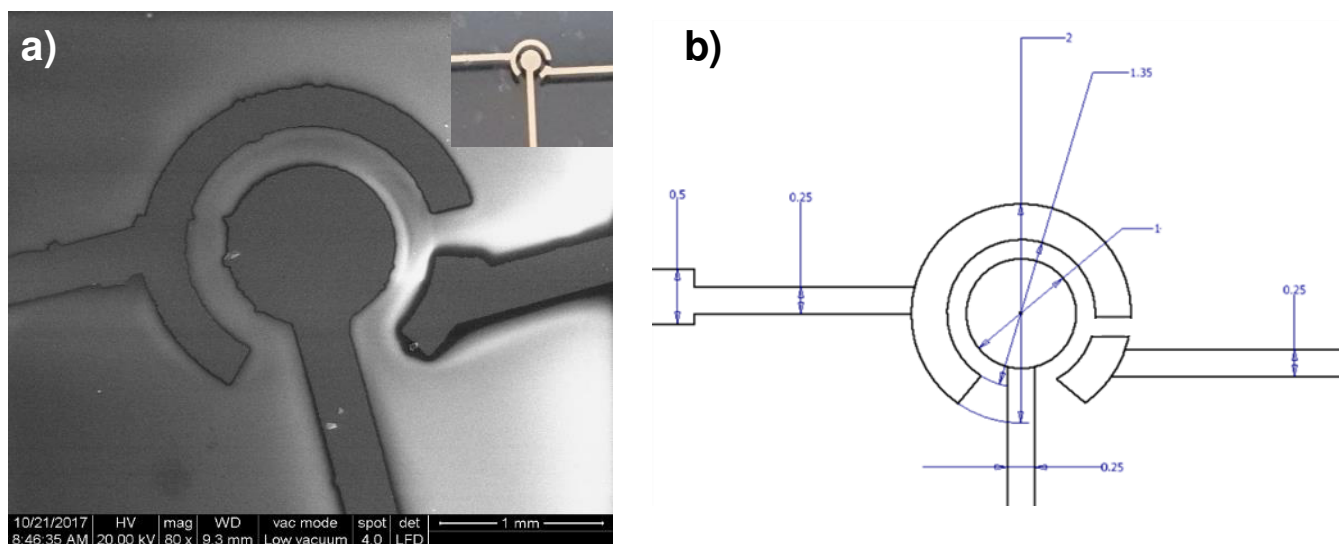 a)
b)
2
1.35
0.5
0.25
1
0.25
0.25
10/21/2017 HV mag WD vac mode spot det 1 mm
8:46:35 AM 20.00 kV 80 x 9.3 mm Low vacuum 4.0 LFD